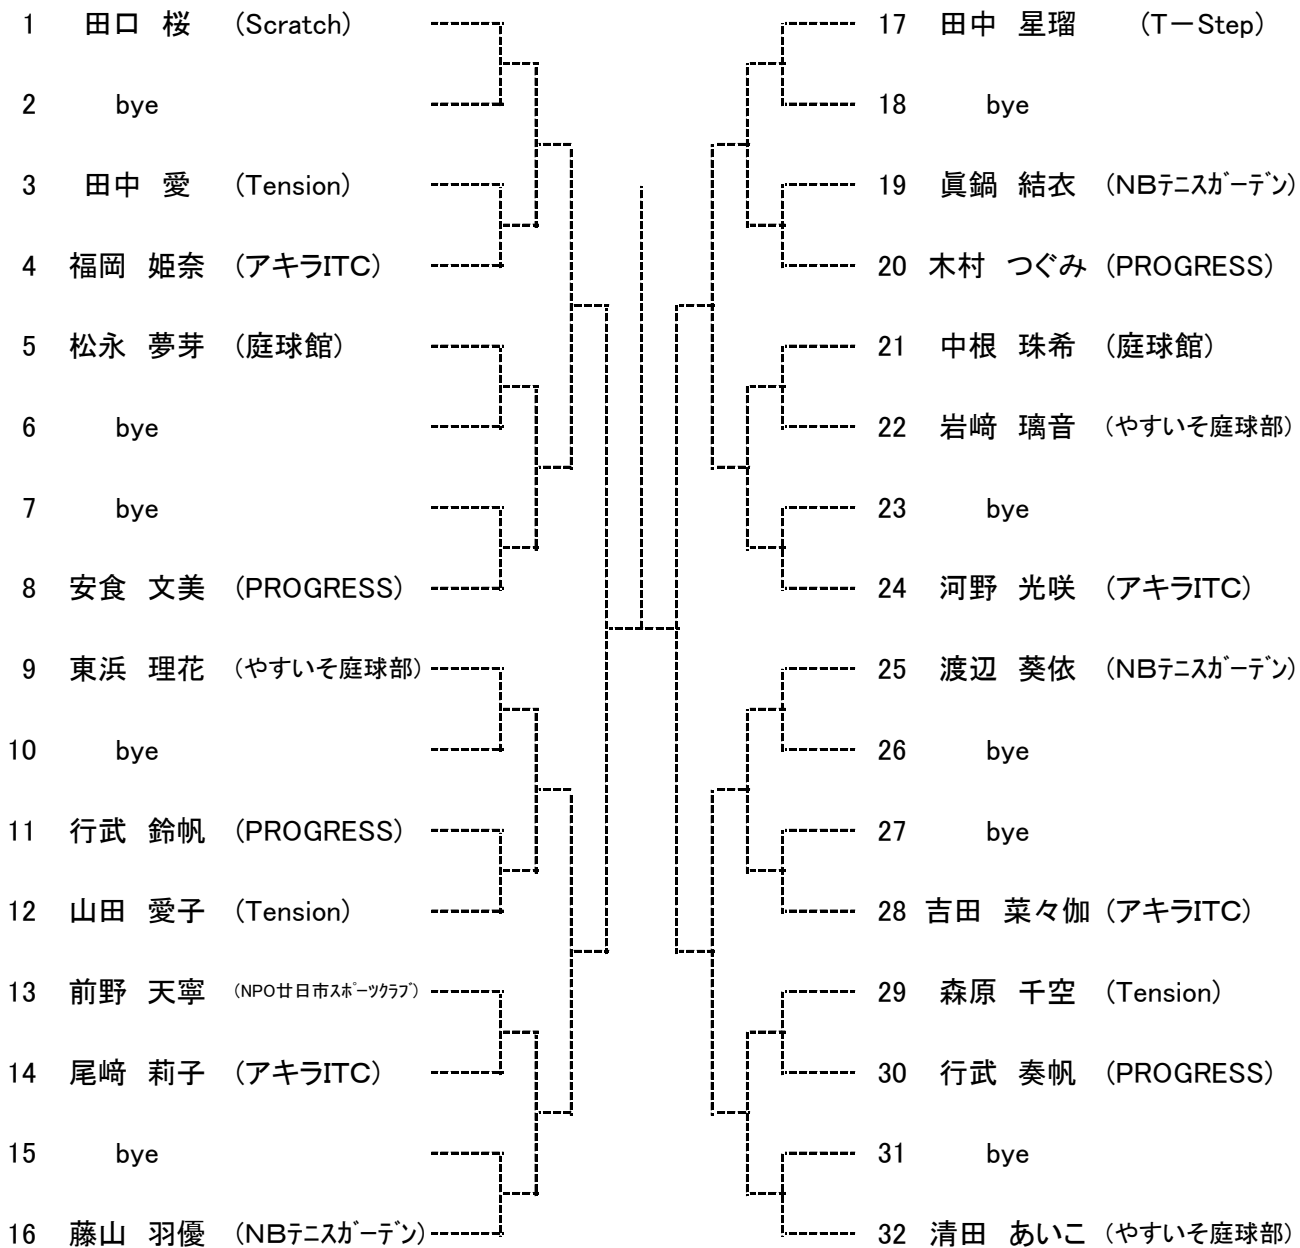 1 田口 桜 (Scratch)
2 bye
3 田中 愛 (Tension)
4 福岡 姫奈 (アキラITC)
5 松永 夢芽 (庭球館)
6 bye
7 bye
8 安食 文美 (PROGRESS)
9 東浜 理花 (やすいそ庭球部)
10 bye
11 行武 鈴帆 (PROGRESS)
12 山田 愛子 (Tension)
13 前野 天寧 (NPO廿日市ｽﾎﾟｰﾂｸﾗﾌﾞ)
14 尾﨑 莉子 (アキラITC)
15 bye
16 藤山 羽優 (NBﾃﾆｽｶﾞｰﾃﾞﾝ)
17 田中 星瑠 (T－Step)
18 bye
19 眞鍋 結衣 (NBﾃﾆｽｶﾞｰﾃﾞﾝ)
20 木村 つぐみ (PROGRESS)
21 中根 珠希 (庭球館)
22 岩﨑 璃音 (やすいそ庭球部)
23 bye
24 河野 光咲 (アキラITC)
25 渡辺 葵依 (NBﾃﾆｽｶﾞｰﾃﾞﾝ)
26 bye
27 bye
28 吉田 菜々伽 (アキラITC)
29 森原 千空 (Tension)
30 行武 奏帆 (PROGRESS)
31 bye
32 清田 あいこ (やすいそ庭球部)